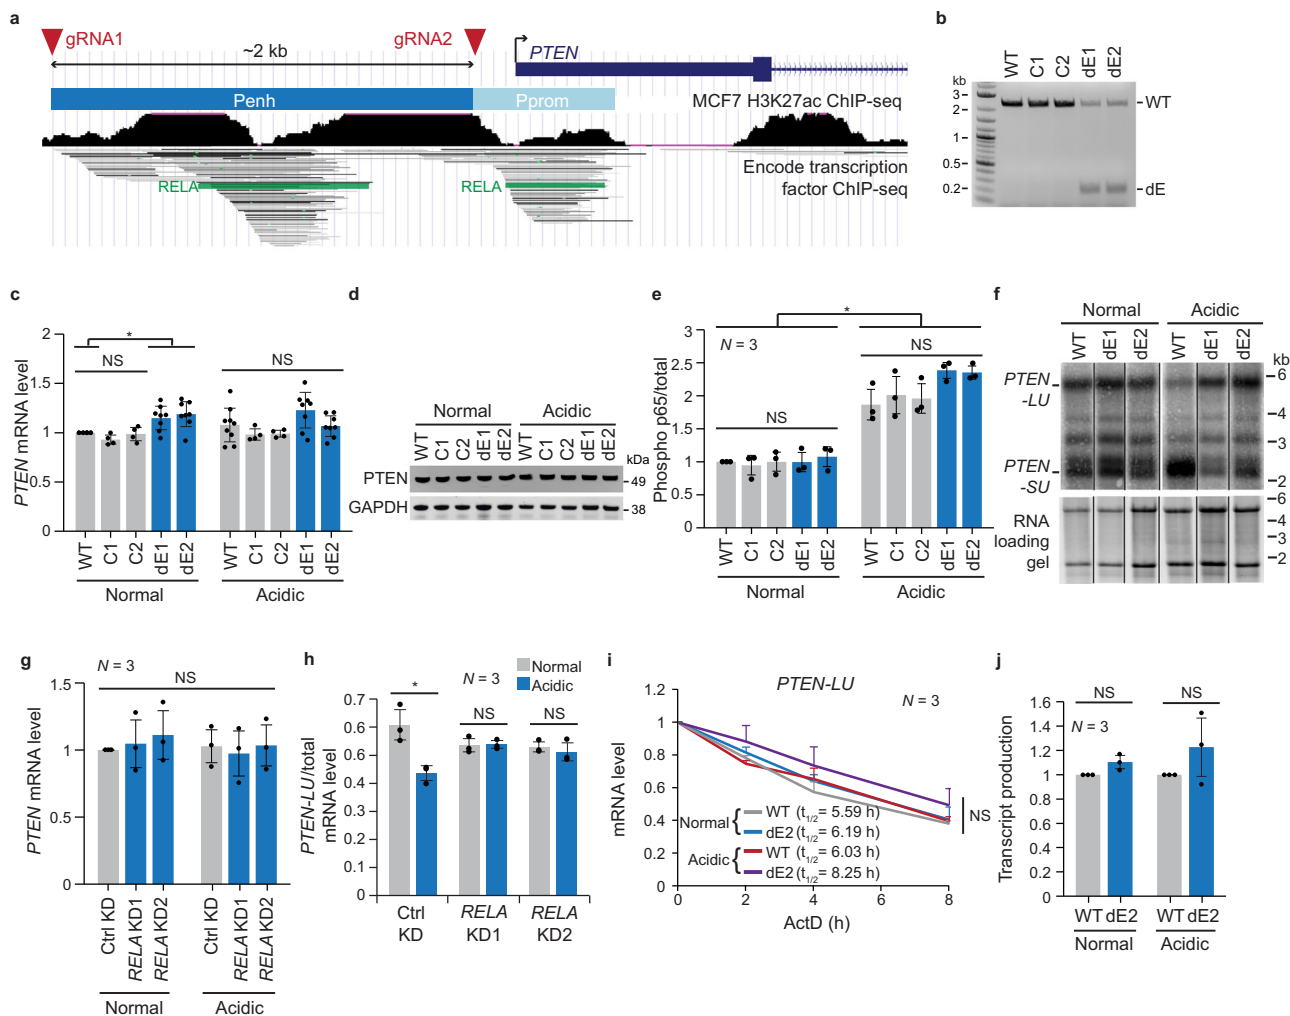 a
gRNA1
gRNA2
~2 kb
PTEN
Penh
Pprom
MCF7 H3K27ac ChIP-seq
Encode transcription
factor ChIP-seq
RELA
RELA
b
WT
C1
C2
dE1
dE2
kb
3
2
1
0.5
0.2
WT
dE
c
PTEN mRNA level
2
1.5
1
0.5
0
*
NS
NS
WT
C1
C2
dE1
dE2
WT
C1
C2
dE1
dE2
Normal
Acidic
d
Normal
Acidic
WT
C1
C2
dE1
dE2
WT
C1
C2
dE1
dE2
kDa
PTEN
49
GAPDH
38
e
Phospho p65/total
3
2.5
2
1.5
1
0.5
0
N = 3
*
NS
NS
WT
C1
C2
dE1
dE2
WT
C1
C2
dE1
dE2
Normal
Acidic
f
Normal
Acidic
WT
dE1
dE2
WT
dE1
dE2
kb
PTEN
-LU
PTEN
-SU
6
4
3
2
RNA
loading
gel
6
4
3
2
g
PTEN mRNA level
1.5
1
0.5
0
N = 3
NS
Ctrl KD
RELA KD1
RELA KD2
Ctrl KD
RELA KD1
RELA KD2
Normal
Acidic
h
Normal
Acidic
PTEN-LU/total
mRNA level
0.7
0.6
0.5
0.4
0.3
0.2
0.1
0
*
N = 3
NS
NS
Ctrl
KD
RELA
KD1
RELA
KD2
i
PTEN-LU
N = 3
mRNA level
1.2
1
0.8
0.6
0.4
0.2
0
Normal
WT (t1/2= 5.59 h)
dE2 (t1/2= 6.19 h)
Acidic
WT (t1/2= 6.03 h)
dE2 (t1/2= 8.25 h)
NS
0 2 4 6 8
ActD (h)
j
Transcript production
1.6
1.4
1.2
1
0.8
0.6
0.4
0.2
0
NS
NS
N = 3
WT dE2
WT dE2
Normal
Acidic